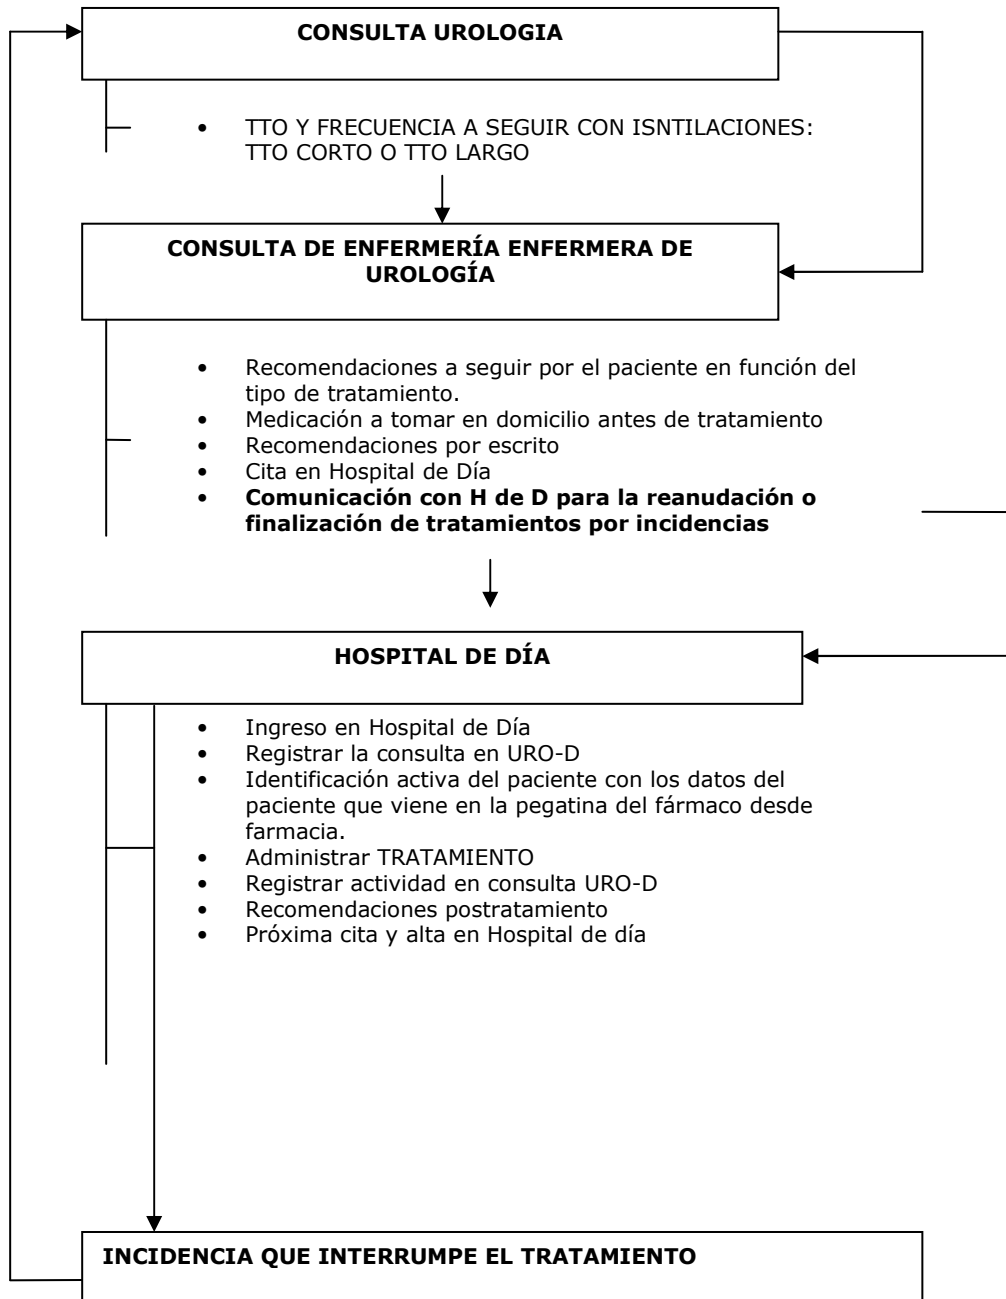 CONSULTA UROLOGIA
• TTO Y FRECUENCIA A SEGUIR CON ISNTILACIONES:
TTO CORTO O TTO LARGO
CONSULTA DE ENFERMERÍA ENFERMERA DE
UROLOGÍA
• Recomendaciones a seguir por el paciente en función del
tipo de tratamiento.
• Medicación a tomar en domicilio antes de tratamiento
• Recomendaciones por escrito
• Cita en Hospital de Día
• Comunicación con H de D para la reanudación o
finalización de tratamientos por incidencias
HOSPITAL DE DÍA
• Ingreso en Hospital de Día
• Registrar la consulta en URO-D
• Identificación activa del paciente con los datos del
paciente que viene en la pegatina del fármaco desde
farmacia.
• Administrar TRATAMIENTO
• Registrar actividad en consulta URO-D
• Recomendaciones postratamiento
• Próxima cita y alta en Hospital de día
INCIDENCIA QUE INTERRUMPE EL TRATAMIENTO